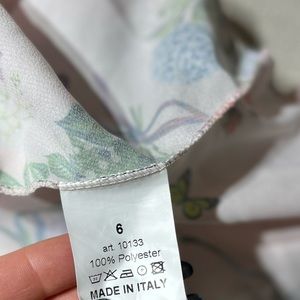 6
art. 10133
100% Polyester
MADE IN ITALY